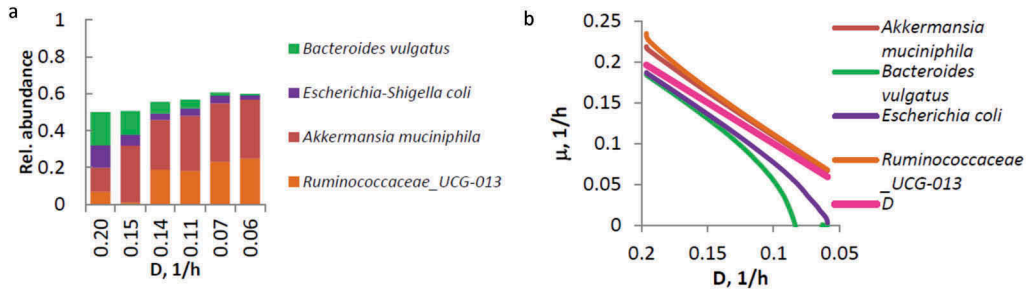 a
Rel. abundance
1
0.8
0.6
0.4
0.2
0
0.20
0.15
0.14
0.11
0.07
0.06
D, 1/h
Bacteroides vulgatus
Escherichia-Shigella coli
Akkermansia muciniphila
Ruminococcaceae_UCG-013
b
μ, 1/h
0.25
0.2
0.15
0.1
0.05
0
0.2
0.15
0.1
0.05
D, 1/h
Akkermansia
muciniphila
Bacteroides
vulgatus
Escherichia coli
Ruminococcaceae
_UCG-013
D